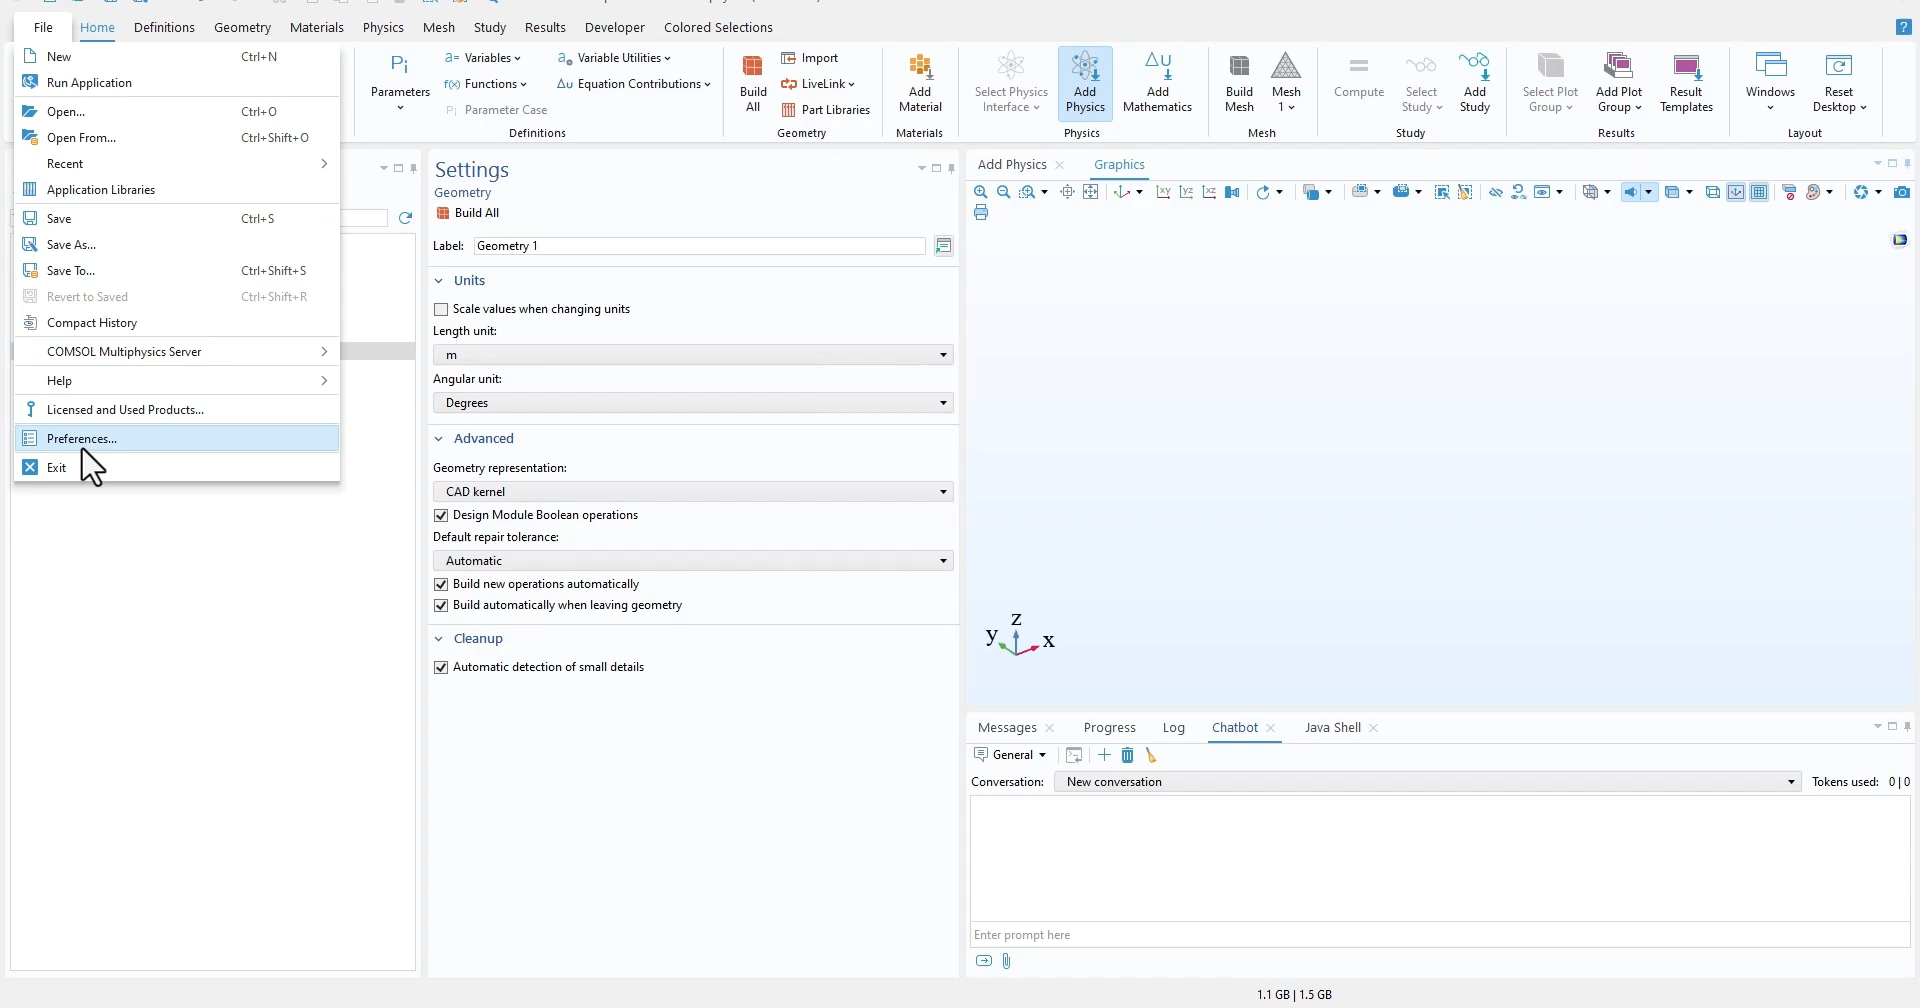 File Home Definitions Geometry Materials Physics Mesh Study Results Developer Colored Selections
?
New Ctrl+N
Run Application
Open... Ctrl+O
Open From... Ctrl+Shift+O
Recent
Application Libraries
Save Ctrl+S
Save As...
Save To... Ctrl+Shift+S
Revert to Saved Ctrl+Shift+R
Compact History
COMSOL Multiphysics Server
Help
Licensed and Used Products...
Preferences...
Exit
Pi
Parameters
a= Variables
f(x) Functions
Pi Parameter Case
a= Variable Utilities
Δu Equation Contributions
Definitions
Build
All
Import
LiveLink
Part Libraries
Geometry
Add
Material
Materials
Select Physics
Interface
Add
Physics
Δu
Add
Mathematics
Physics
Build
Mesh
Mesh
1
Mesh
Compute
Select
Study
Add
Study
Study
Select Plot
Group
Add Plot
Group
Result
Templates
Results
Windows
Reset
Desktop
Layout
Settings
Geometry
Build All
Label: Geometry 1
Units
Scale values when changing units
Length unit:
m
Angular unit:
Degrees
Advanced
Geometry representation:
CAD kernel
Design Module Boolean operations
Default repair tolerance:
Automatic
Build new operations automatically
Build automatically when leaving geometry
Cleanup
Automatic detection of small details
Add Physics Graphics
xy yz xz
z
y x
Messages Progress Log Chatbot Java Shell
General
Conversation: New conversation Tokens used: 0 | 0
Enter prompt here
1.1 GB | 1.5 GB